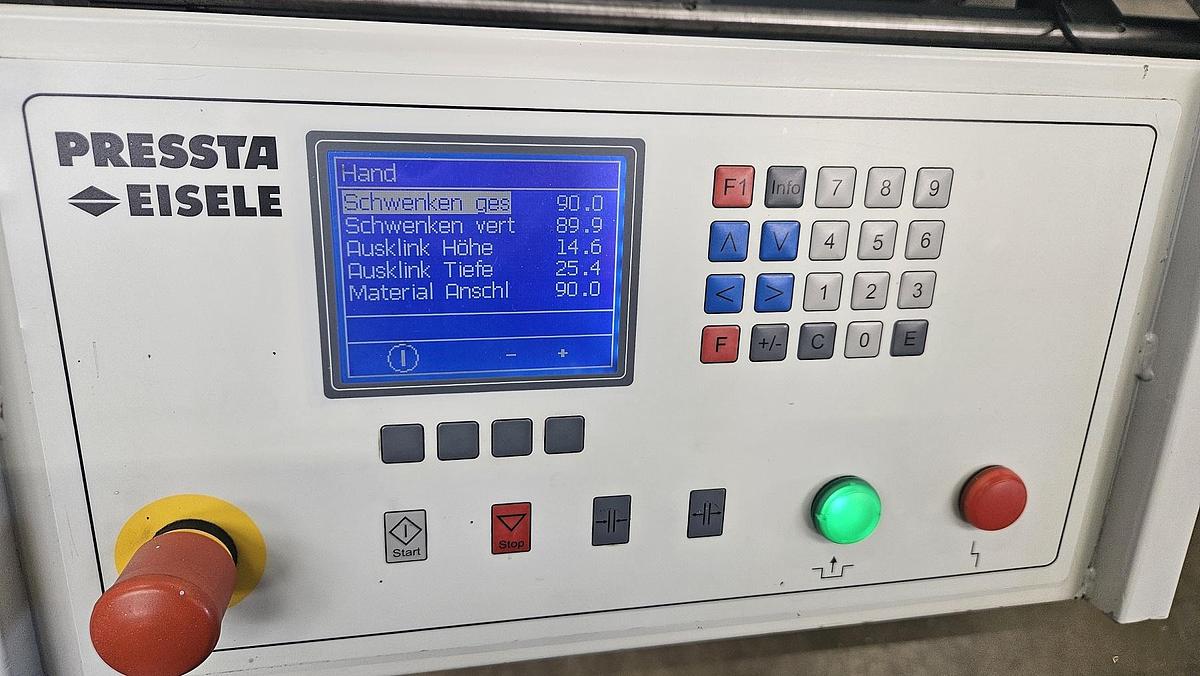 PRESSTA
EISELE
Hand
Schwenken ges 90.0
Schwenken vert 89.9
Ausklink Höhe 14.6
Ausklink Tiefe 25.4
Material Anschl 90.0
- +
F1 Info 7 8 9
Λ V 4 5 6
< > 1 2 3
F +/- C 0 E
Start
Stop